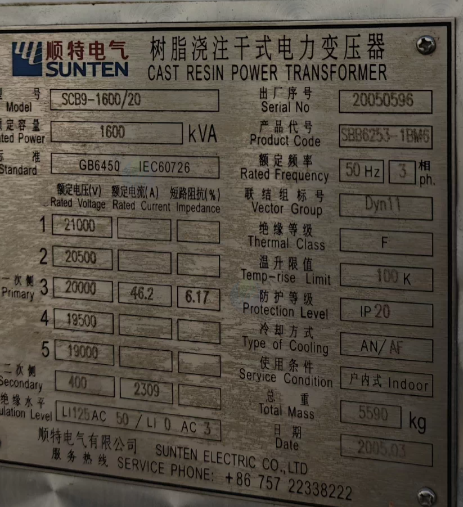 顺特电气 SUNTEN
树脂浇注干式电力变压器
CAST RESIN POWER TRANSFORMER
号 Model SCB9-1600/20
出厂序号 Serial No 20050596
定容量 ted Power 1600 kVA
产品代号 Product Code SBB6253-1BM6
标准 Standard GB6450 IEC60726
额定频率 Rated Frequency 50 Hz 3 相 ph.
额定电压(V) 额定电流(A) 短路阻抗(%)
Rated Voltage Rated Current Impedance
联结组标号 Vector Group Dyn11
1 21000
绝缘等级 Thermal Class F
2 20500
温升限值 Temp-rise Limit 100 K
一次侧 Primary 3 20000 46.2 6.17
防护等级 Protection Level IP20
4 19500
冷却方式 Type of Cooling AN/AF
5 19000
使用条件 Service Condition 户内式 Indoor
二次侧 Secondary 400 2309
总重 Total Mass 5590 kg
绝缘水平 ulation Level LI125AC 50/LI 0 AC 3
日期 Date 2005.03
顺特电气有限公司 SUNTEN ELECTRIC CO.,LTD
服务热线 SERVICE PHONE: +86 757 22338222